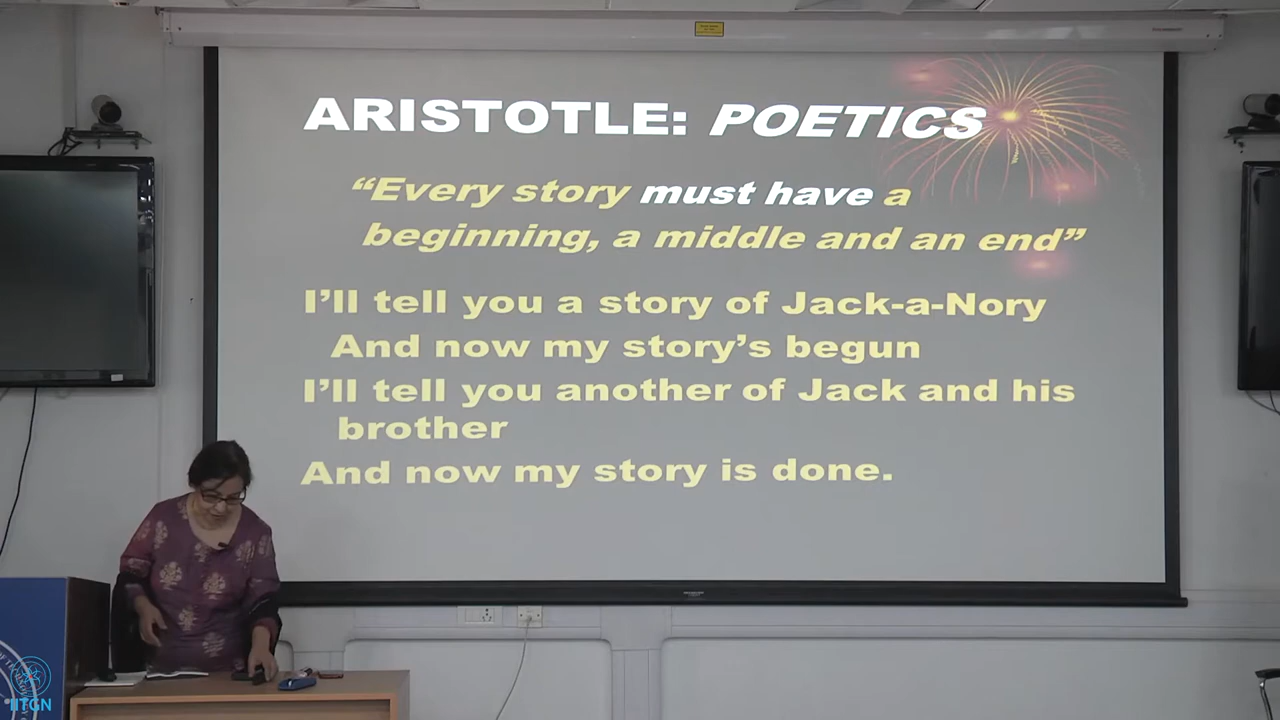 ARISTOTLE: POETICS
“Every story must have a
beginning, a middle and an end”
I’ll tell you a story of Jack-a-Nory
And now my story’s begun
I’ll tell you another of Jack and his
brother
And now my story is done.
IITGN